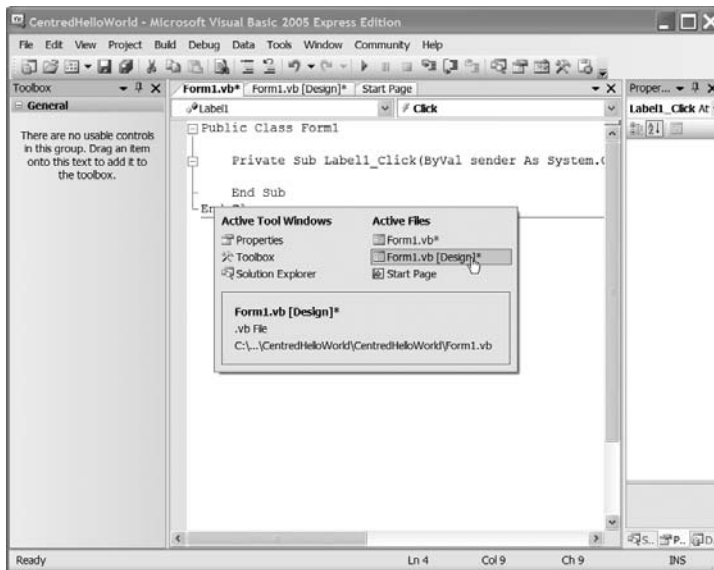 CentredHelloWorld - Microsoft Visual Basic 2005 Express Edition
File Edit View Project Build Debug Data Tools Window Community Help
Toolbox
Form1.vb* Form1.vb [Design]* Start Page
Proper...
General
Label1
Click
Label1_Click At
There are no usable controls
in this group. Drag an item
onto this text to add it to
the toolbox.
Public Class Form1
Private Sub Label1_Click(ByVal sender As System.
End Sub
Active Tool Windows
Properties
Toolbox
Solution Explorer
Active Files
Form1.vb*
Form1.vb [Design]*
Start Page
Form1.vb [Design]*
.vb File
C:\...\CentredHelloWorld\CentredHelloWorld\Form1.vb
S.. P.. D
Ready Ln 4 Col 9 Ch 9 INS